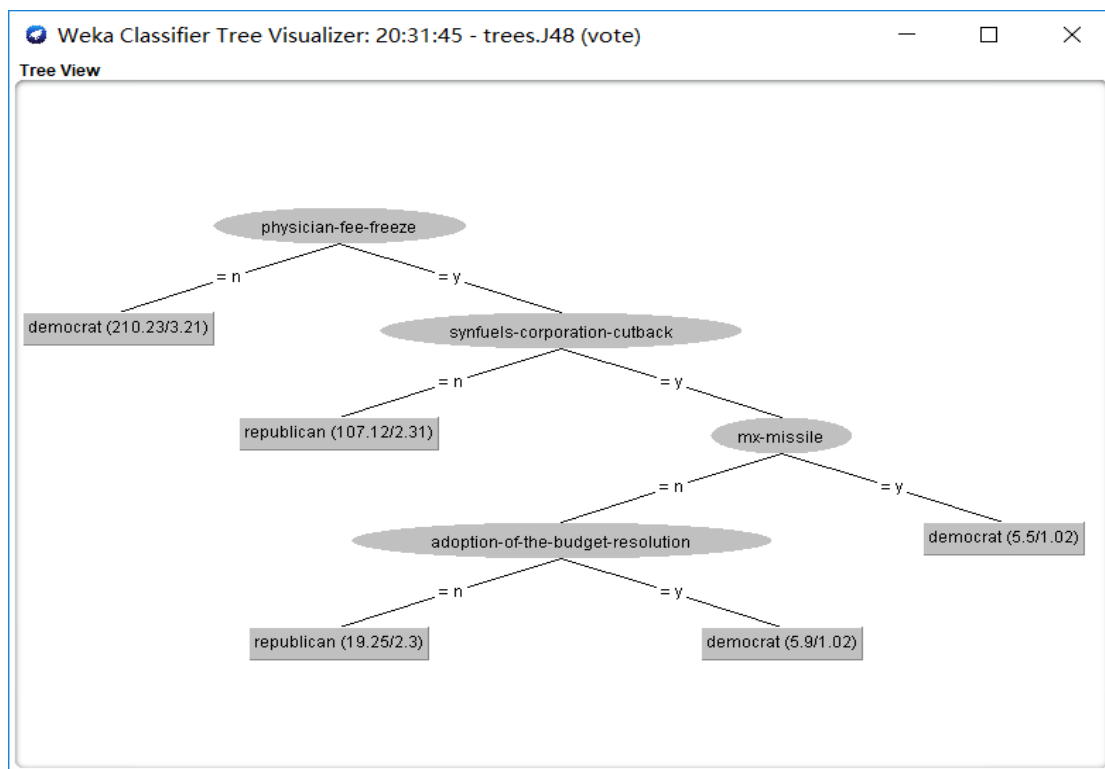 Weka Classifier Tree Visualizer: 20:31:45 - trees.J48 (vote)
Tree View
physician-fee-freeze
= n
= y
democrat (210.23/3.21)
synfuels-corporation-cutback
= n
= y
republican (107.12/2.31)
mx-missile
= n
= y
adoption-of-the-budget-resolution
democrat (5.5/1.02)
= n
= y
republican (19.25/2.3)
democrat (5.9/1.02)